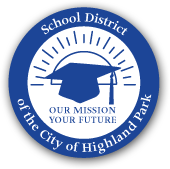 School District
of the City of Highland Park
OUR MISSION
YOUR FUTURE